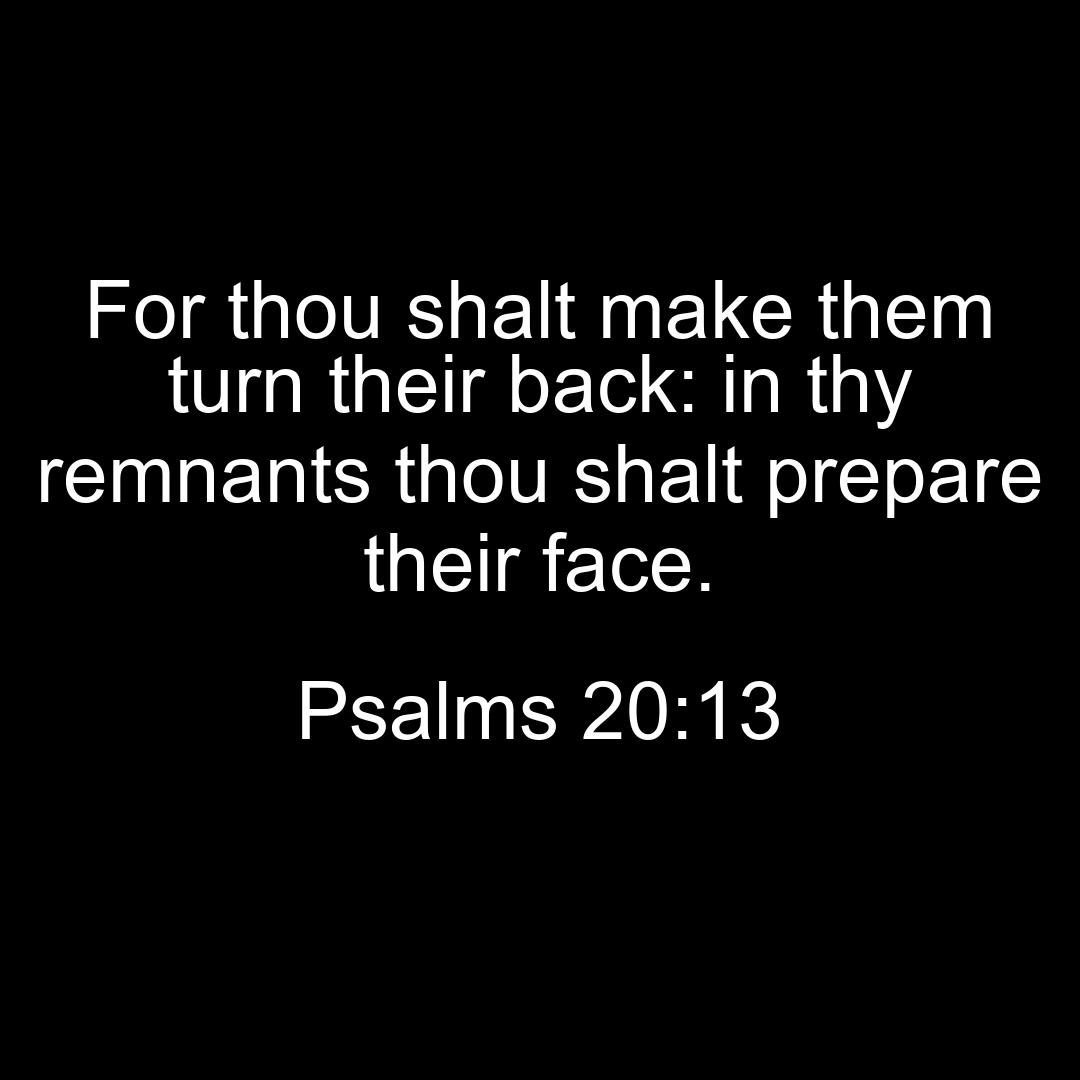 For thou shalt make them
turn their back: in thy
remnants thou shalt prepare
their face.
Psalms 20:13